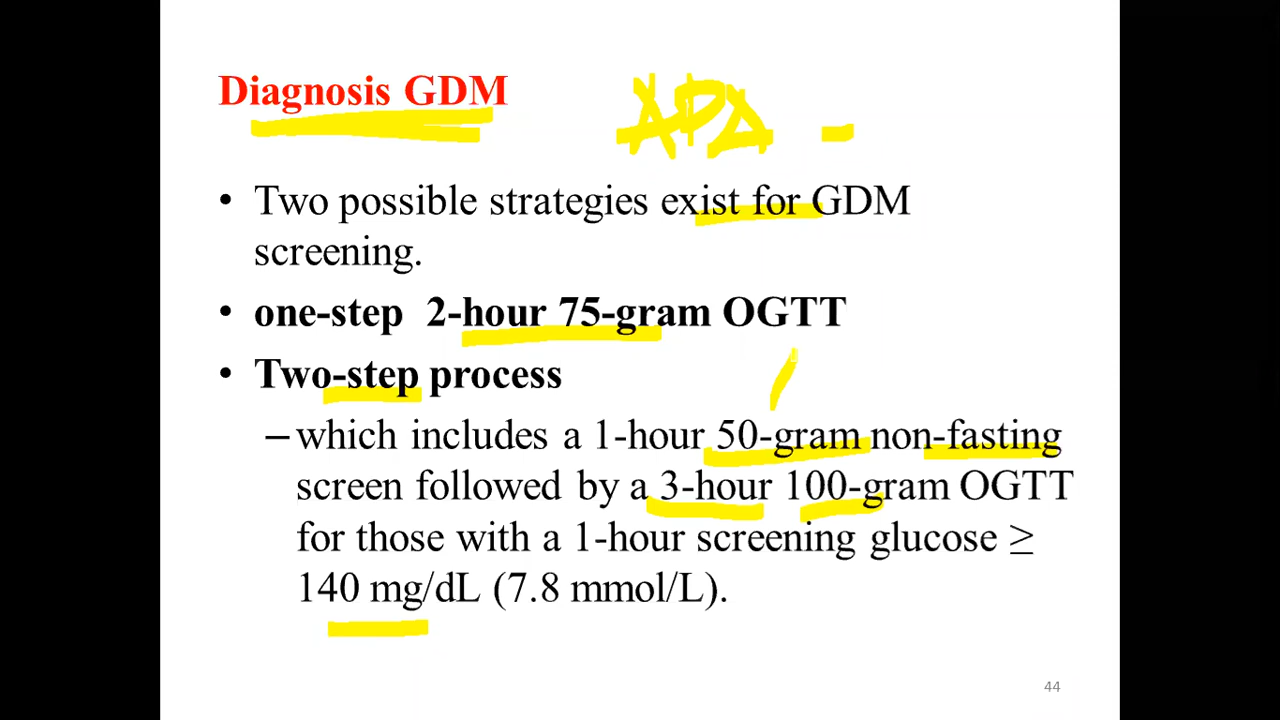 Diagnosis GDM
• Two possible strategies exist for GDM
screening.
• one-step 2-hour 75-gram OGTT
• Two-step process
– which includes a 1-hour 50-gram non-fasting
screen followed by a 3-hour 100-gram OGTT
for those with a 1-hour screening glucose ≥
140 mg/dL (7.8 mmol/L).
44